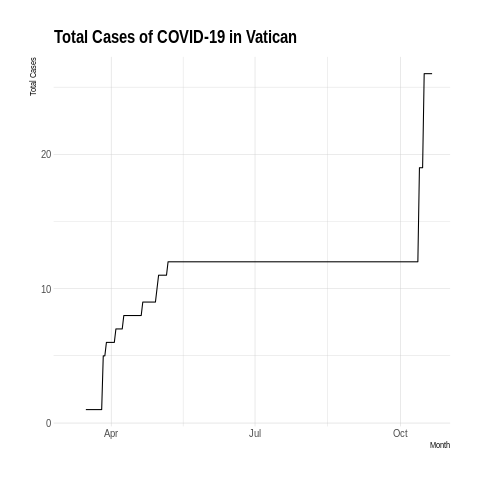 Total Cases of COVID-19 in Vatican
Total Cases
20
10
0
Apr Jul Oct
Month